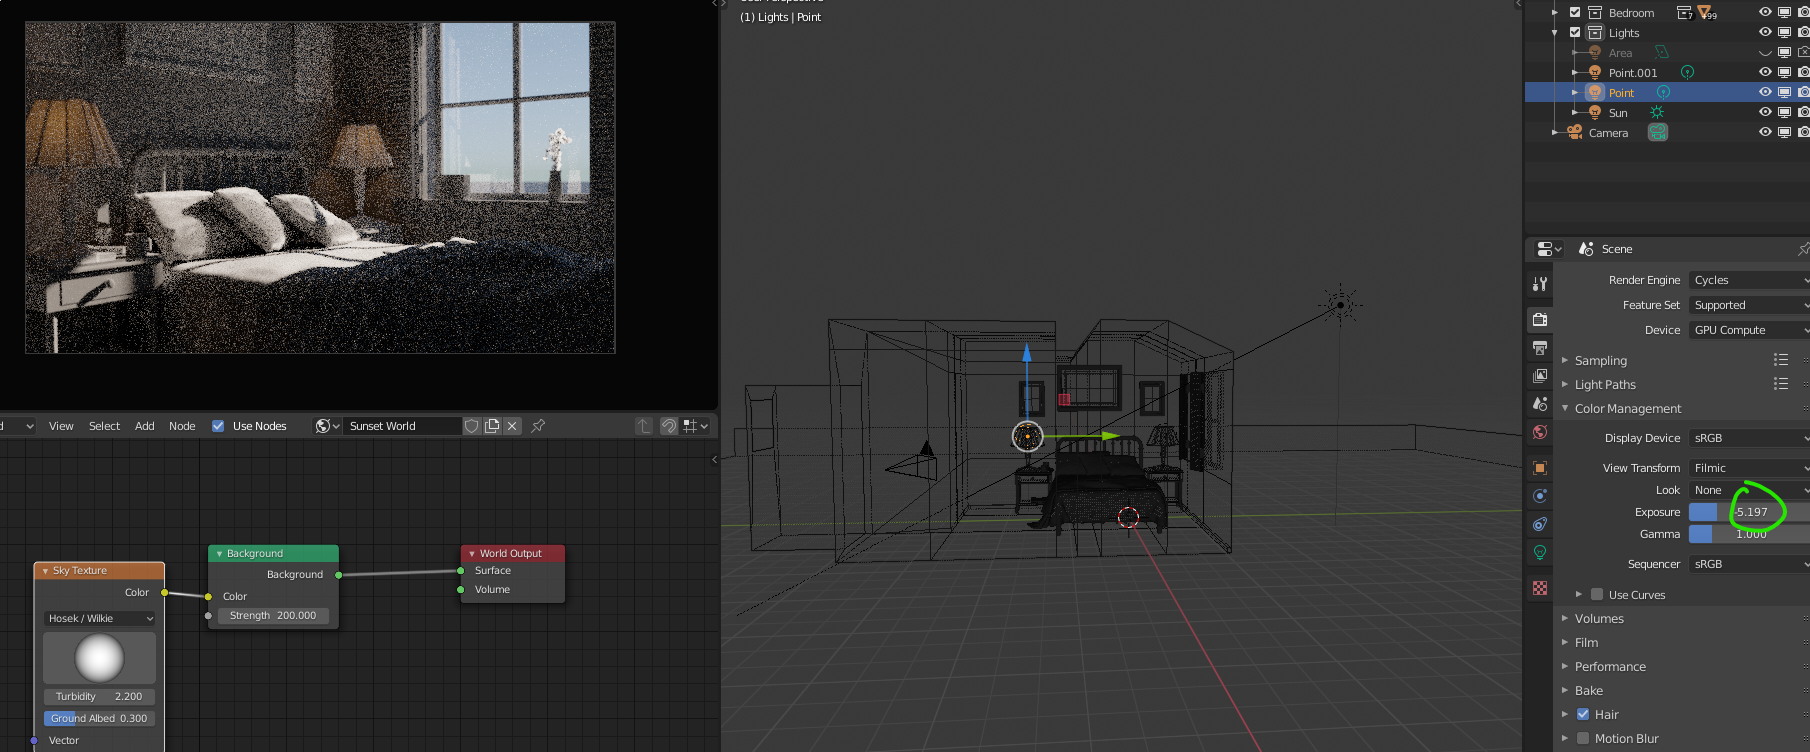 (1) Lights | Point
Bedroom
7
99
Lights
Area
Point.001
Point
Sun
Camera
Scene
Render Engine Cycles
Feature Set Supported
Device GPU Compute
Sampling
Light Paths
Color Management
Display Device sRGB
View Transform Filmic
Look None
Exposure -5.197
Gamma 1.000
Sequencer sRGB
Use Curves
Volumes
Film
Performance
Bake
Hair
Motion Blur
View Select Add Node Use Nodes Sunset World
Sky Texture
Color
Hosek / Wilkie
Turbidity 2.200
Ground Albed 0.300
Vector
Background
Background
Color
Strength 200.000
World Output
Surface
Volume